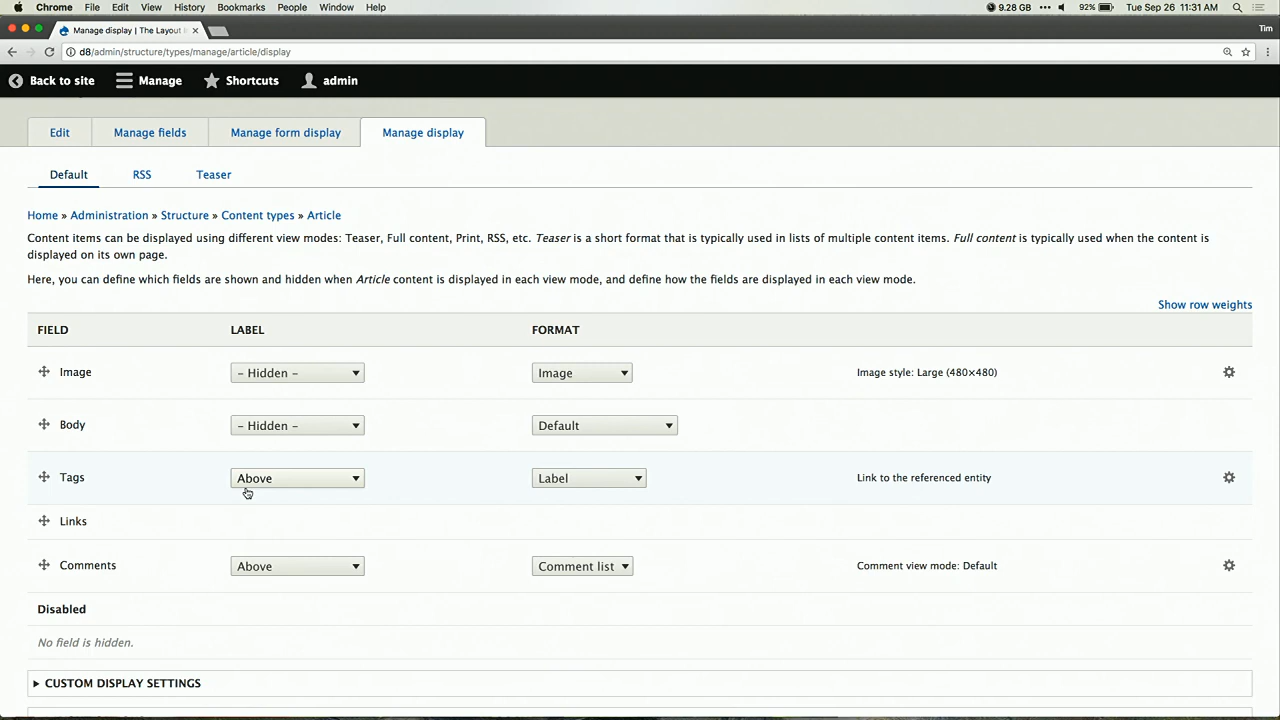 Chrome File Edit View History Bookmarks People Window Help 9.28 GB 92% Tue Sep 26 11:31 AM
Manage display | The Layout Tim
d8/admin/structure/types/manage/article/display
Back to site Manage Shortcuts admin
Edit Manage fields Manage form display Manage display
Default RSS Teaser
Home » Administration » Structure » Content types » Article
Content items can be displayed using different view modes: Teaser, Full content, Print, RSS, etc. Teaser is a short format that is typically used in lists of multiple content items. Full content is typically used when the content is
displayed on its own page.
Here, you can define which fields are shown and hidden when Article content is displayed in each view mode, and define how the fields are displayed in each view mode.
Show row weights
FIELD LABEL FORMAT
Image - Hidden - Image Image style: Large (480×480)
Body - Hidden - Default
Tags Above Label Link to the referenced entity
Links
Comments Above Comment list Comment view mode: Default
Disabled
No field is hidden.
CUSTOM DISPLAY SETTINGS